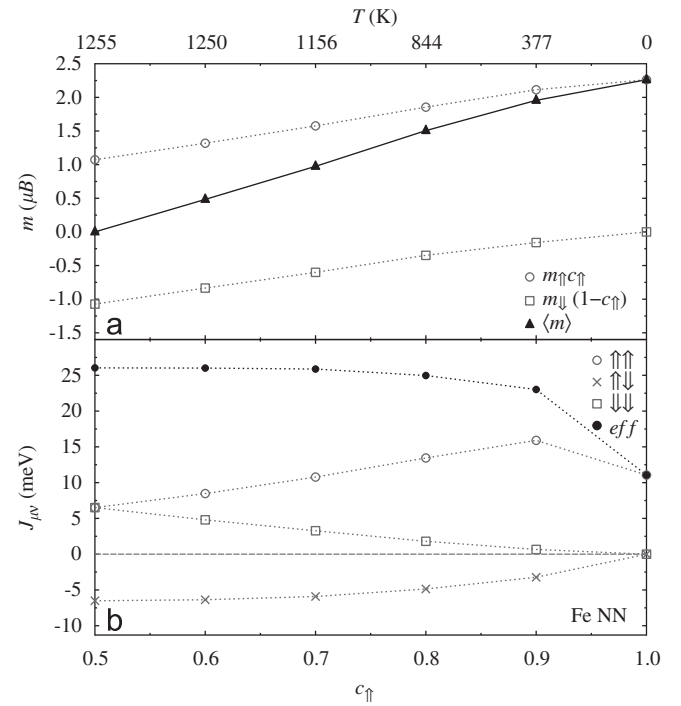 T (K)
1255 1250 1156 844 377 0
2.5
2.0
1.5
1.0
0.5
0.0
-0.5
-1.0
-1.5
m (μB)
m⇑c⇑
m⇓ (1−c⇑)
⟨m⟩
a
25
20
15
10
5
0
-5
-10
Jμν (meV)
⇑⇑
⇑⇓
⇓⇓
eff
b
Fe NN
0.5 0.6 0.7 0.8 0.9 1.0
c⇑